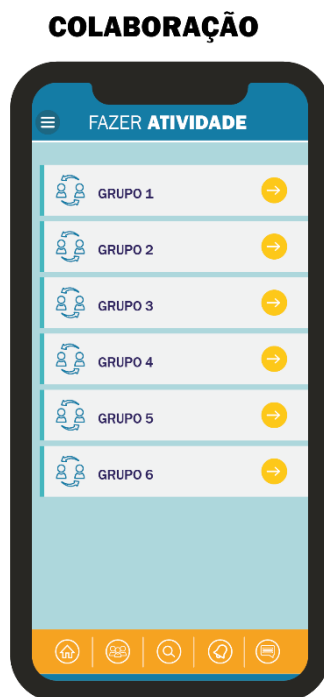 COLABORAÇÃO
FAZER ATIVIDADE
GRUPO 1
GRUPO 2
GRUPO 3
GRUPO 4
GRUPO 5
GRUPO 6